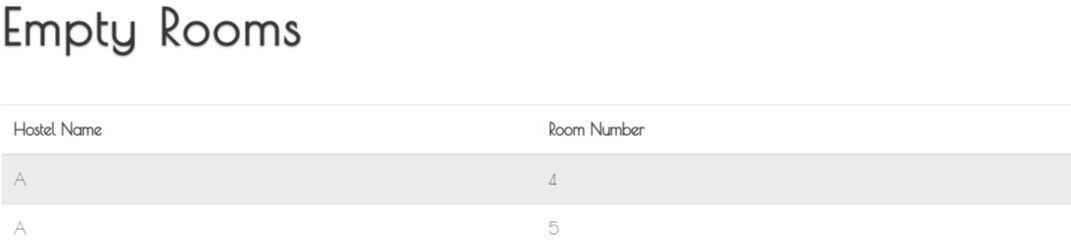 Empty Rooms
Hostel Name Room Number
A 4
A 5